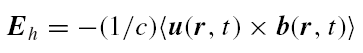 E_h = −(1/c)⟨u(r, t) × b(r, t)⟩